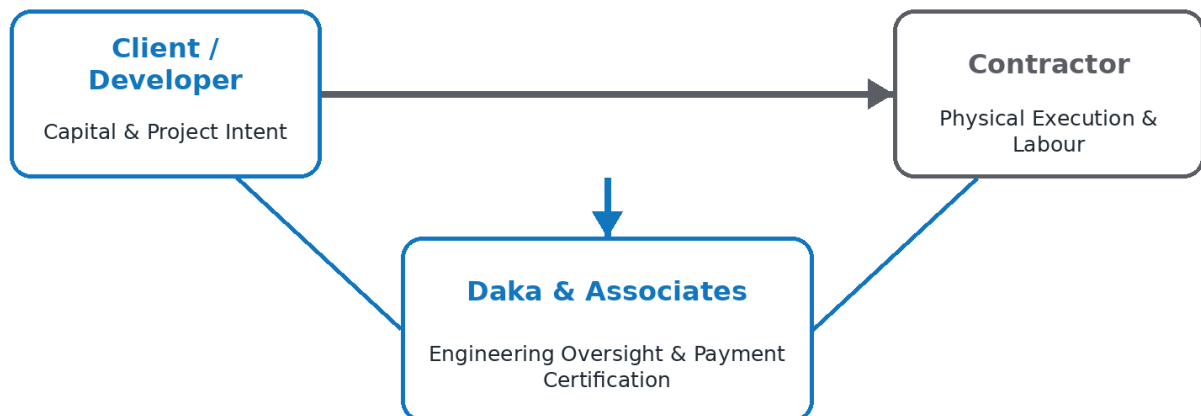 Client /
Developer
Capital & Project Intent
Contractor
Physical Execution &
Labour
Daka & Associates
Engineering Oversight & Payment
Certification